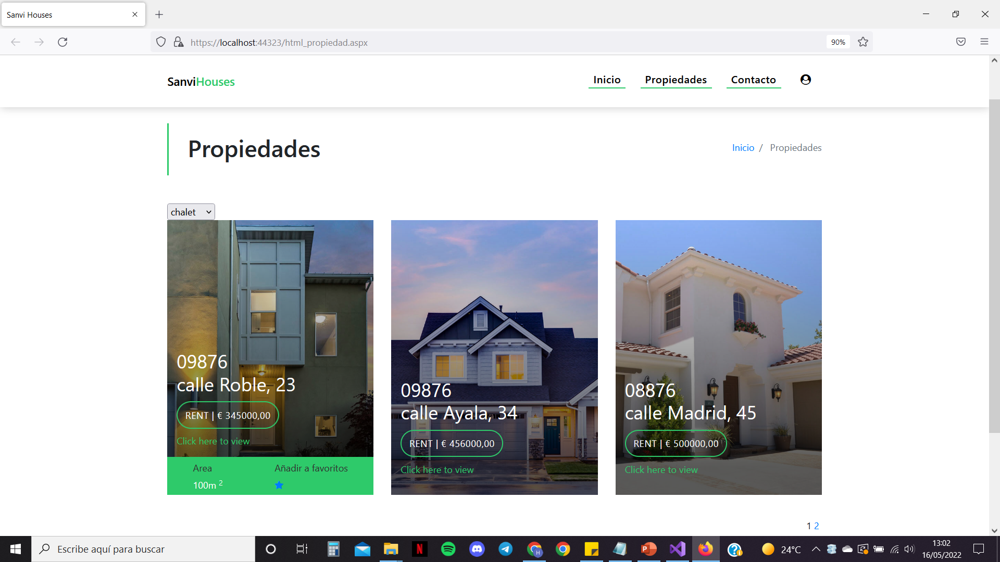 Sanvi Houses
https://localhost:44323/html_propiedad.aspx
90%
SanviHouses
Inicio
Propiedades
Contacto
Propiedades
Inicio / Propiedades
chalet
09876
calle Roble, 23
RENT | € 345000,00
Click here to view
Area
Añadir a favoritos
100m 2
09876
calle Ayala, 34
RENT | € 456000,00
Click here to view
08876
calle Madrid, 45
RENT | € 500000,00
Click here to view
1 2
Escribe aquí para buscar
24°C
13:02
16/05/2022